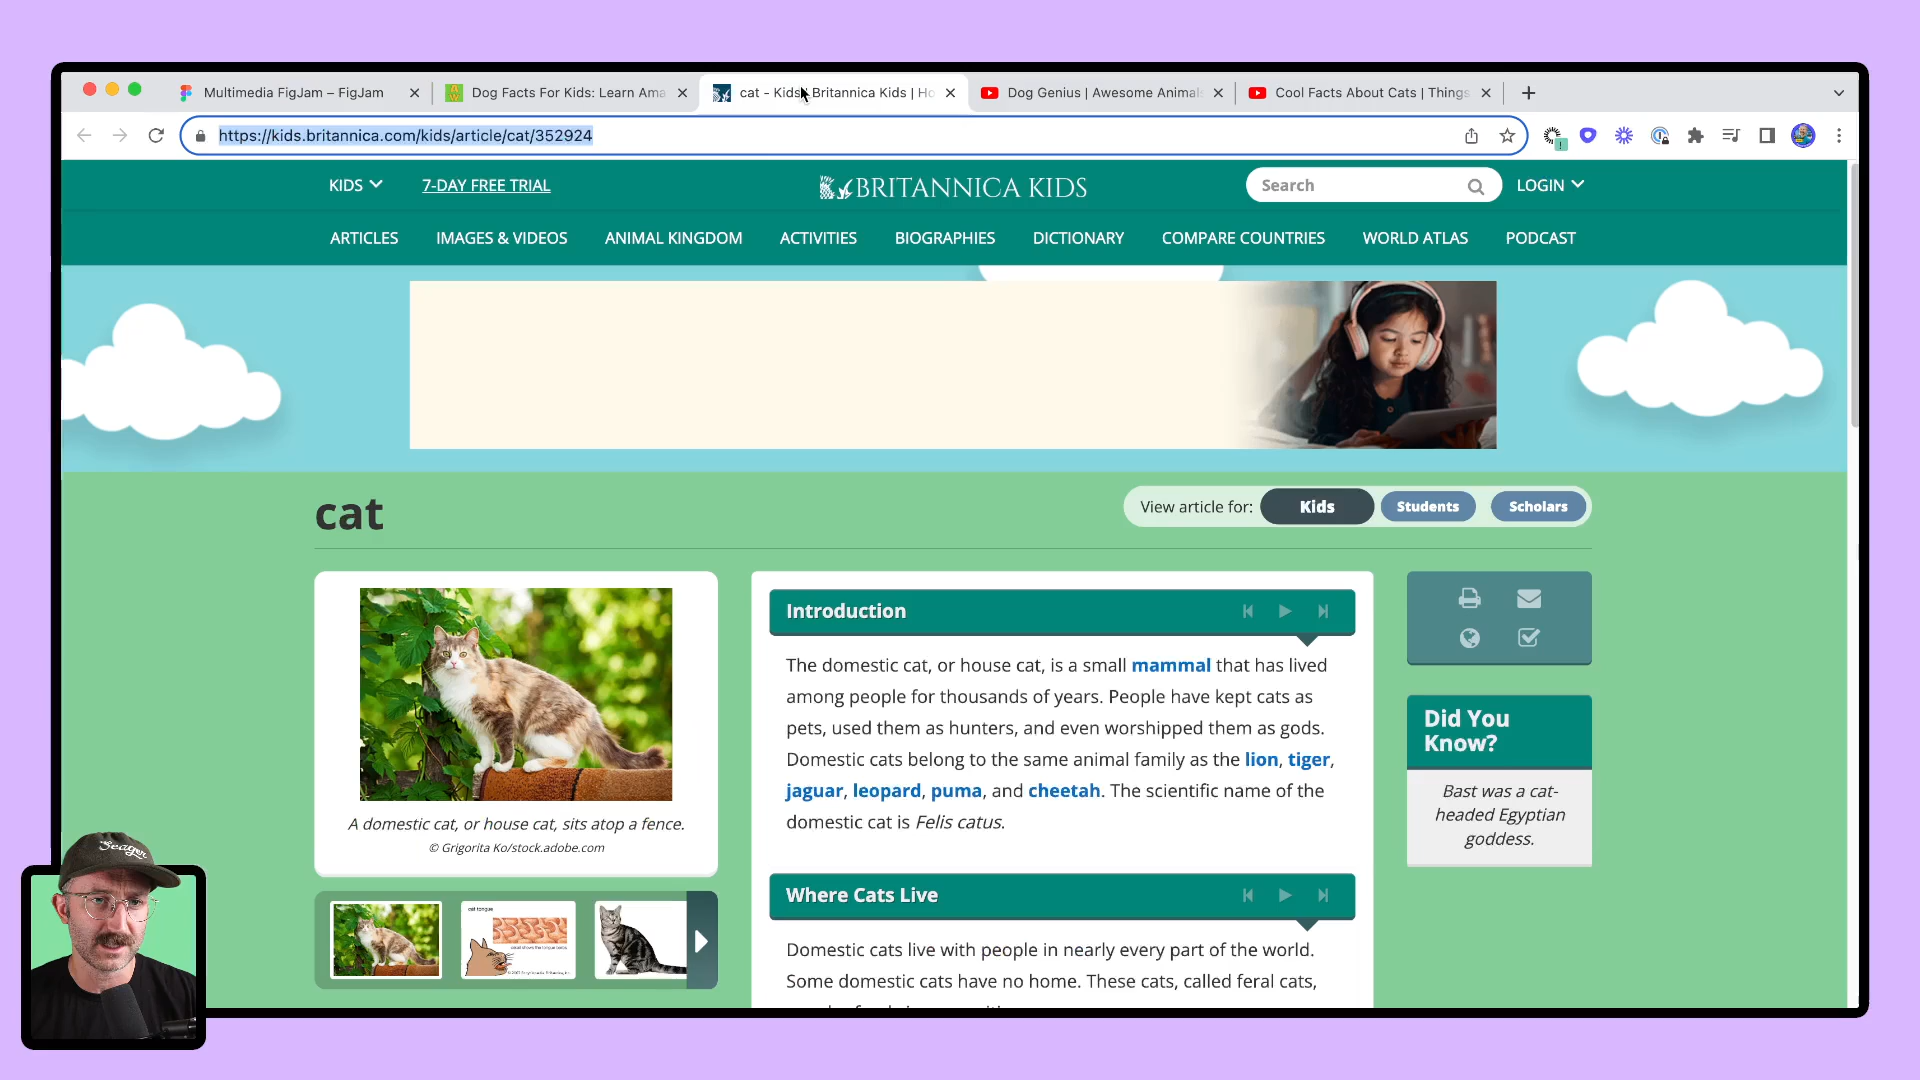 Multimedia FigJam – FigJam
Dog Facts For Kids: Learn Ama
cat - Kids Britannica Kids | Ho
Dog Genius | Awesome Animals
Cool Facts About Cats | Things
https://kids.britannica.com/kids/article/cat/352924
KIDS
7-DAY FREE TRIAL
BRITANNICA KIDS
Search
LOGIN
ARTICLES
IMAGES & VIDEOS
ANIMAL KINGDOM
ACTIVITIES
BIOGRAPHIES
DICTIONARY
COMPARE COUNTRIES
WORLD ATLAS
PODCAST
cat
View article for:
Kids
Students
Scholars
A domestic cat, or house cat, sits atop a fence.
© Grigorita Ko/stock.adobe.com
cat tongue
Introduction
The domestic cat, or house cat, is a small mammal that has lived
among people for thousands of years. People have kept cats as
pets, used them as hunters, and even worshipped them as gods.
Domestic cats belong to the same animal family as the lion, tiger,
jaguar, leopard, puma, and cheetah. The scientific name of the
domestic cat is Felis catus.
Where Cats Live
Domestic cats live with people in nearly every part of the world.
Some domestic cats have no home. These cats, called feral cats,
Did You
Know?
Bast was a cat-
headed Egyptian
goddess.
Seager